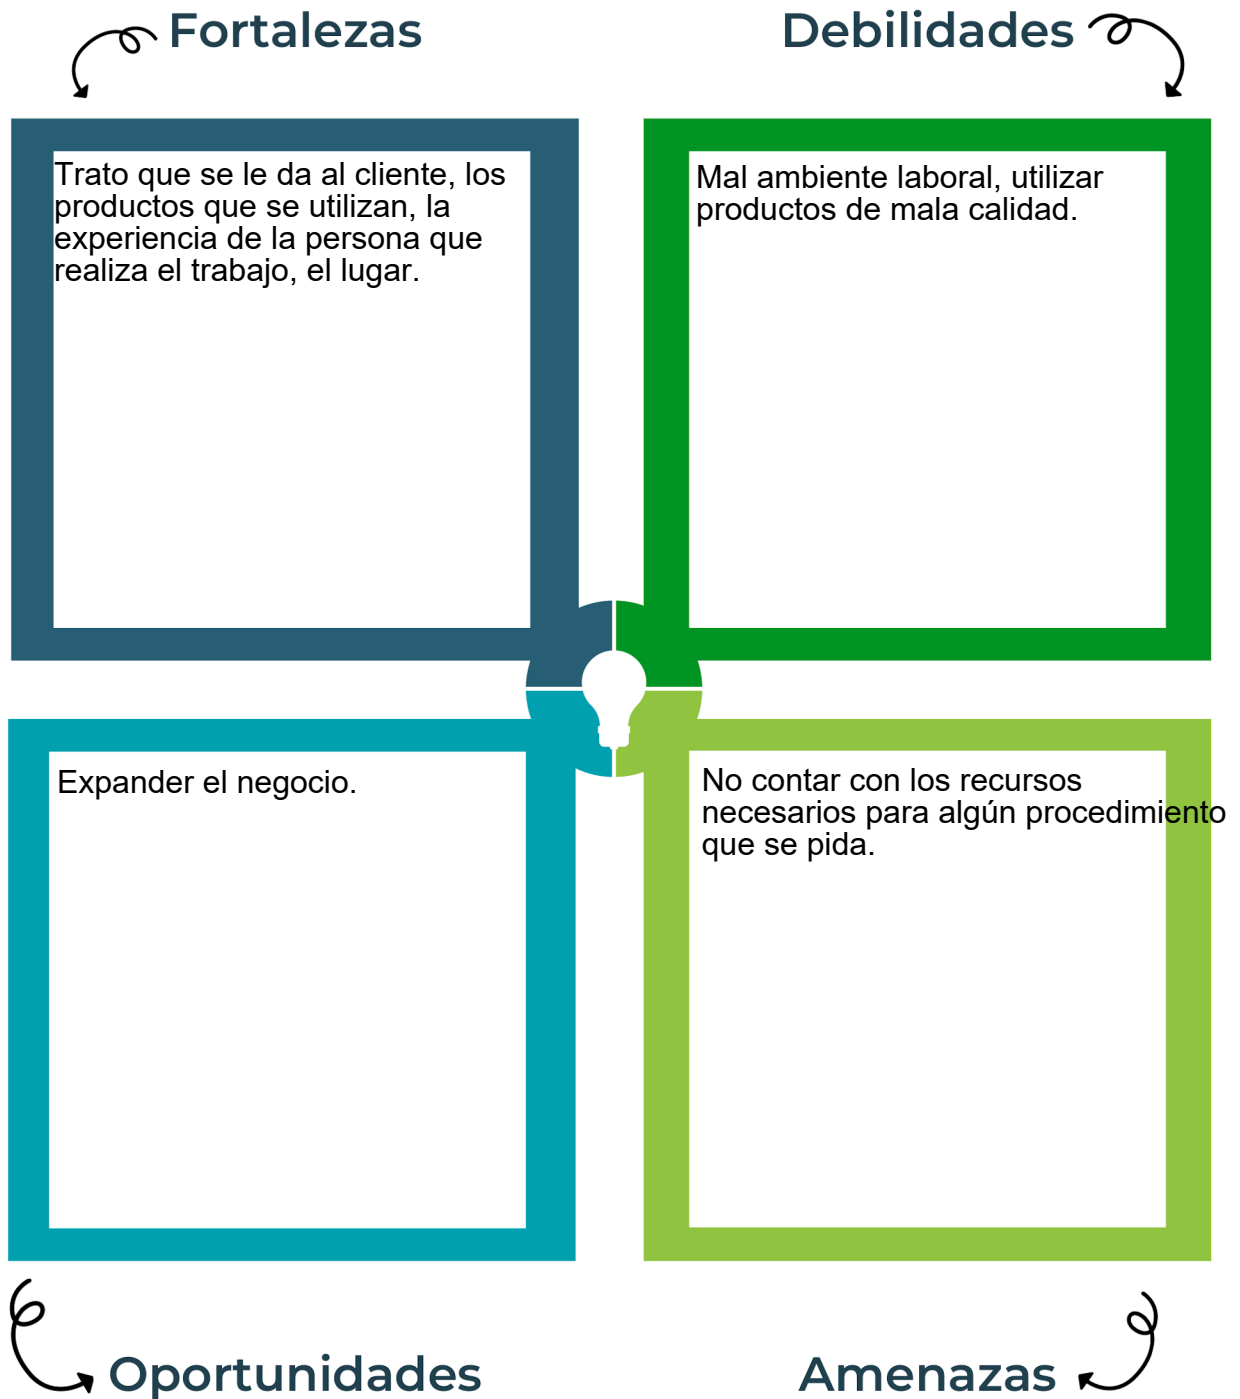 Fortalezas
Debilidades
Trato que se le da al cliente, los
productos que se utilizan, la
experiencia de la persona que
realiza el trabajo, el lugar.
Mal ambiente laboral, utilizar
productos de mala calidad.
Expander el negocio.
No contar con los recursos
necesarios para algún procedimiento
que se pida.
Oportunidades
Amenazas